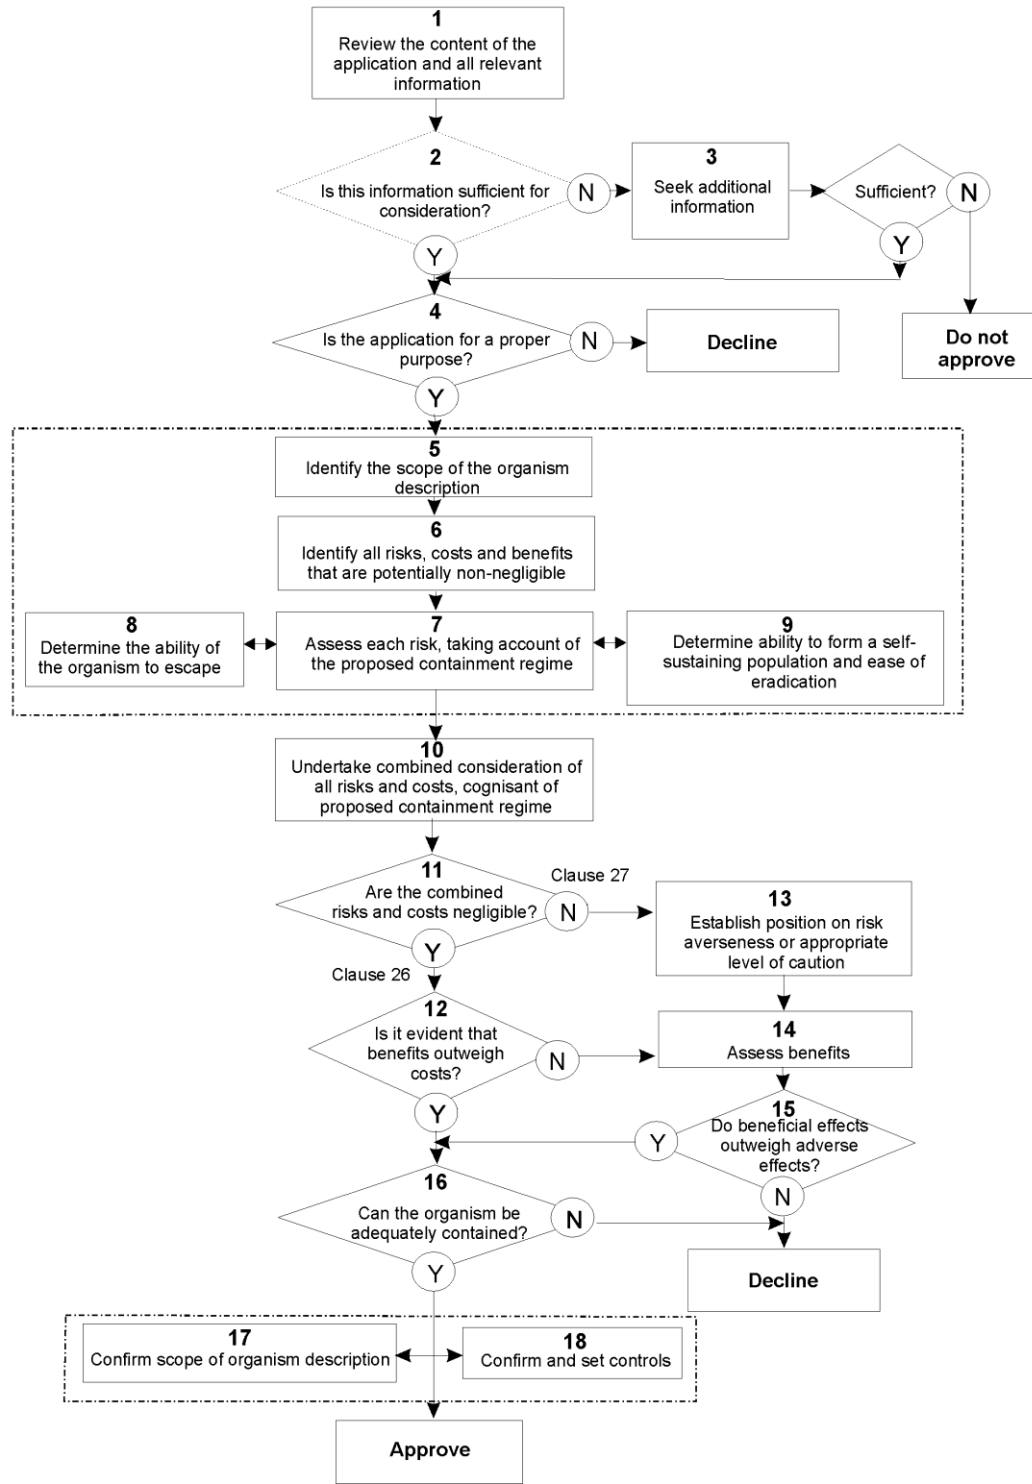 1
Review the content of the
application and all relevant
information
2
Is this information sufficient for
consideration?
N
Y
3
Seek additional
information
Sufficient?
N
Y
Do not
approve
4
Is the application for a proper
purpose?
N
Y
Decline
5
Identify the scope of the organism
description
6
Identify all risks, costs and benefits
that are potentially non-negligible
8
Determine the ability of
the organism to escape
7
Assess each risk, taking account of
the proposed containment regime
9
Determine ability to form a self-
sustaining population and ease of
eradication
10
Undertake combined consideration of
all risks and costs, cognisant of
proposed containment regime
11
Are the combined
risks and costs negligible?
Clause 27
N
Y
Clause 26
13
Establish position on risk
averseness or appropriate
level of caution
12
Is it evident that
benefits outweigh
costs?
N
Y
14
Assess benefits
15
Do beneficial effects
outweigh adverse
effects?
Y
N
16
Can the organism be
adequately contained?
N
Y
Decline
17
Confirm scope of organism description
18
Confirm and set controls
Approve